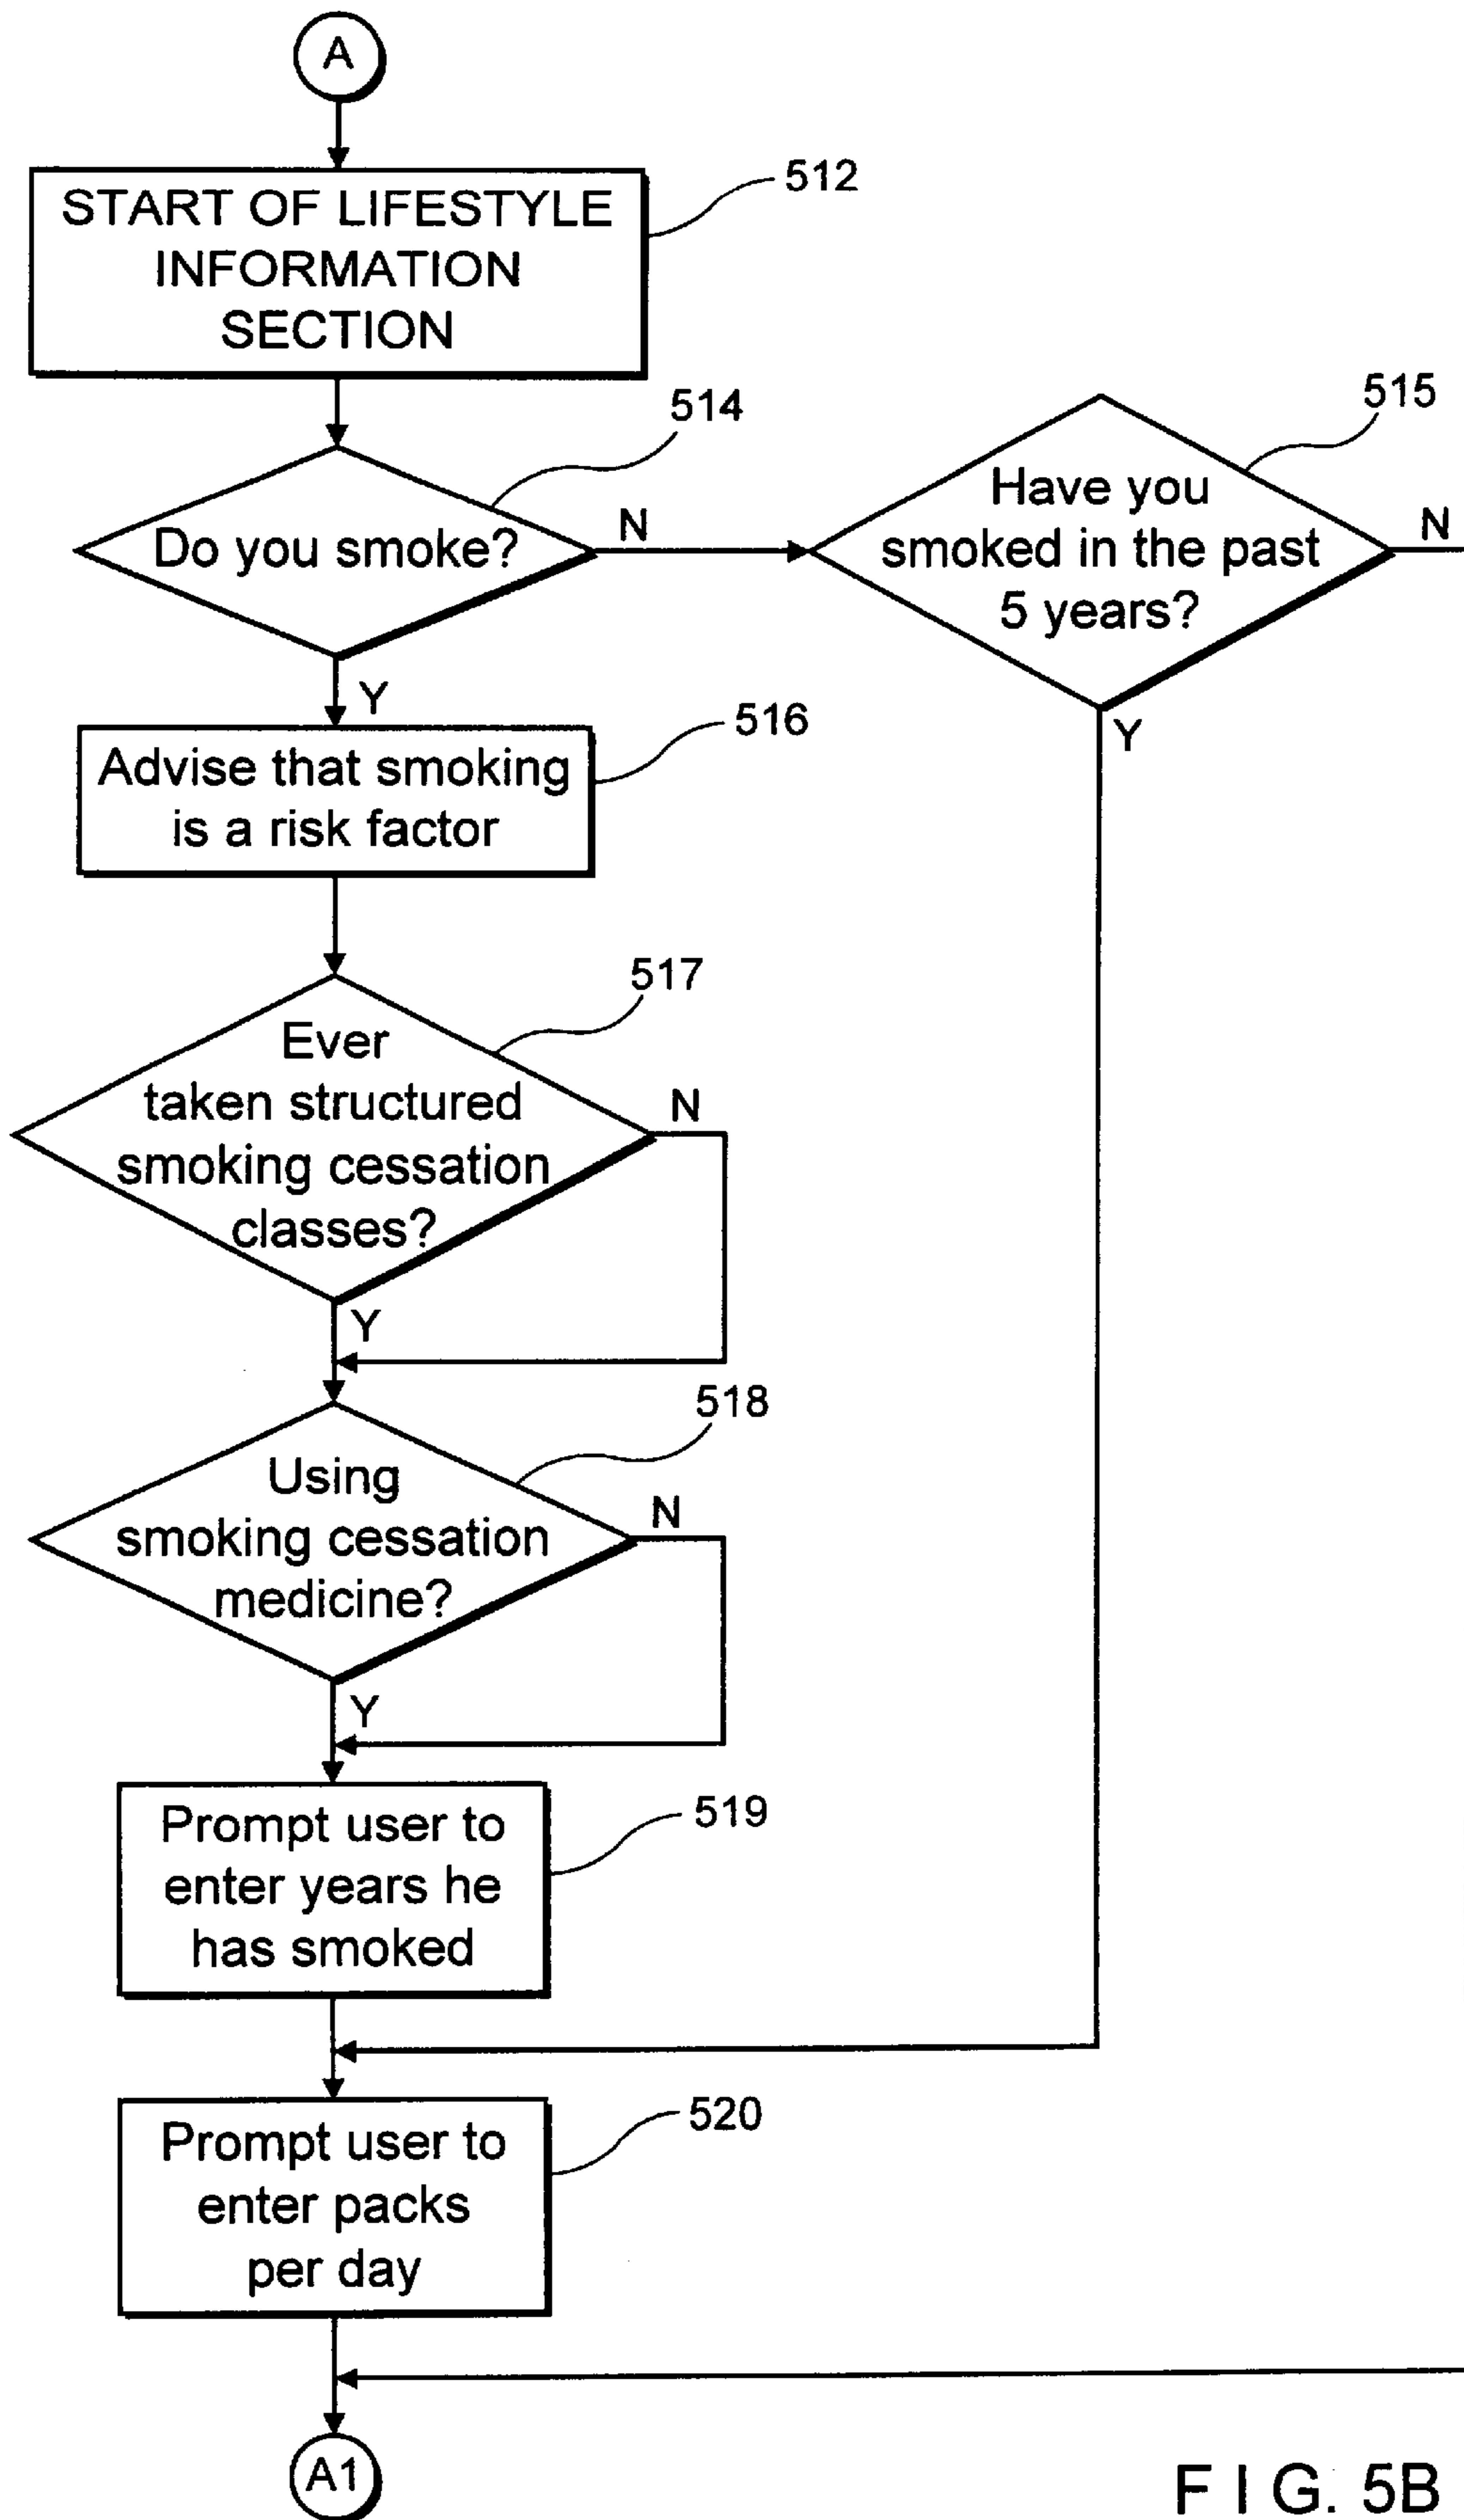 A
START OF LIFESTYLE
INFORMATION
SECTION
512
514
Do you smoke?
N
515
Have you
smoked in the past
5 years?
N
Y
Y
516
Advise that smoking
is a risk factor
517
Ever
taken structured
smoking cessation
classes?
N
Y
518
Using
smoking cessation
medicine?
N
Y
519
Prompt user to
enter years he
has smoked
520
Prompt user to
enter packs
per day
A1
FIG. 5B